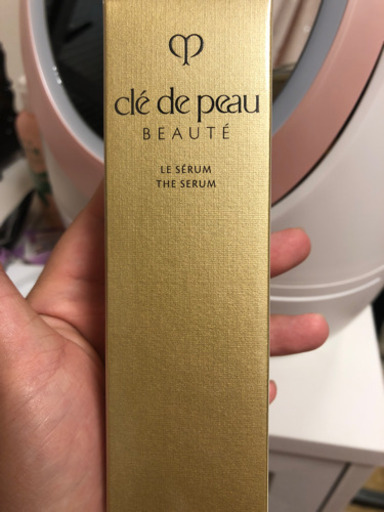 clé de peau
BEAUTÉ
LE SÉRUM
THE SERUM